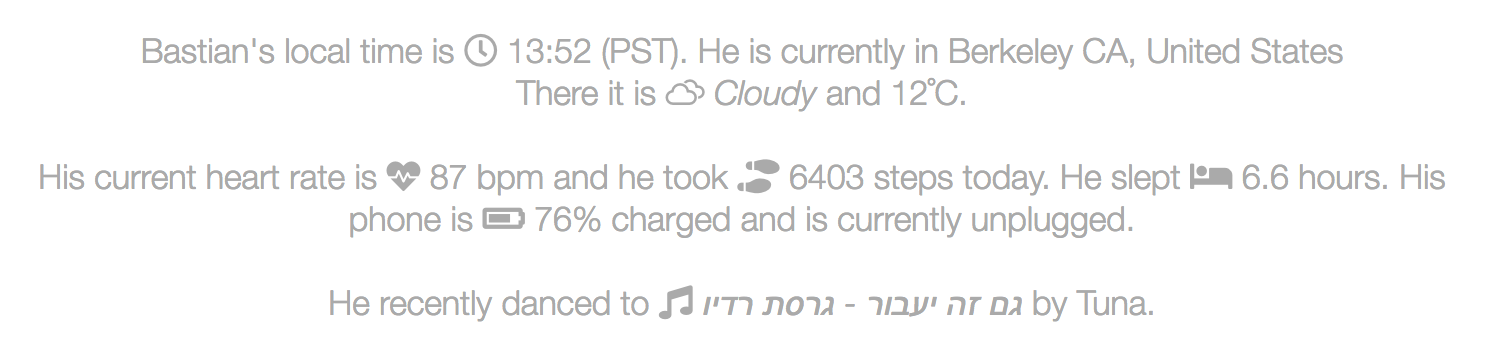 Bastian's local time is 13:52 (PST). He is currently in Berkeley CA, United States
There it is Cloudy and 12°C.
His current heart rate is 87 bpm and he took 6403 steps today. He slept 6.6 hours. His
phone is 76% charged and is currently unplugged.
He recently danced to גם זה יעבור - גרסת רדיו by Tuna.